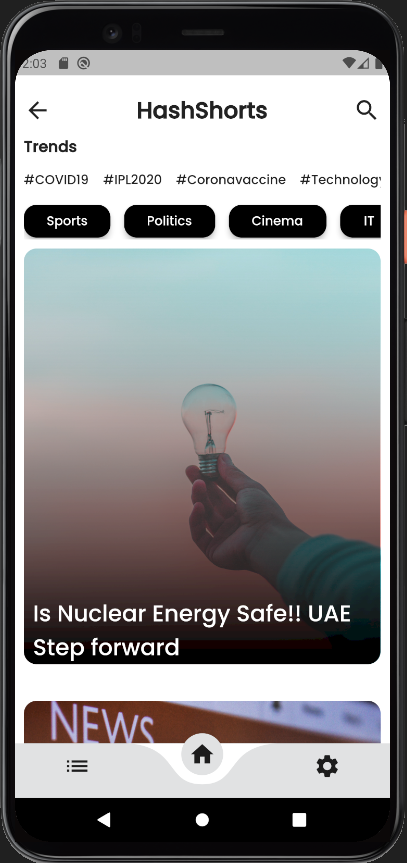 2:03
HashShorts
Trends
#COVID19 #IPL2020 #Coronavaccine #Technology
Sports Politics Cinema IT
Is Nuclear Energy Safe!! UAE
Step forward
NEWS